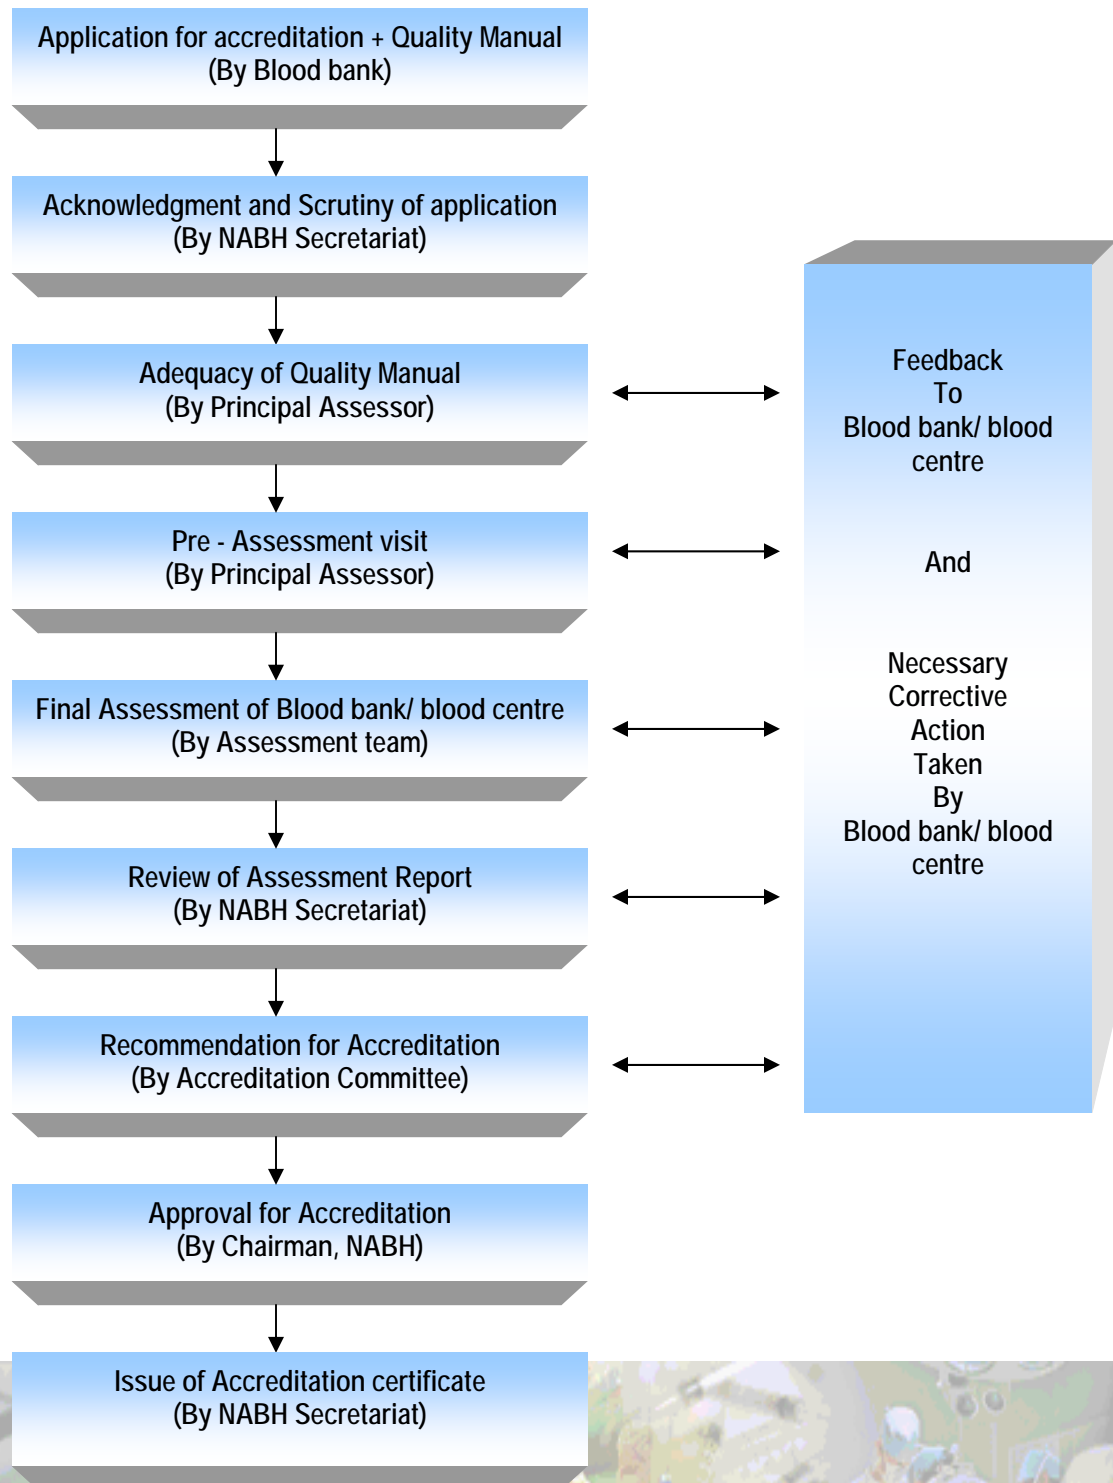 Application for accreditation + Quality Manual
(By Blood bank)
Acknowledgment and Scrutiny of application
(By NABH Secretariat)
Adequacy of Quality Manual
(By Principal Assessor)
Pre - Assessment visit
(By Principal Assessor)
Final Assessment of Blood bank/ blood centre
(By Assessment team)
Review of Assessment Report
(By NABH Secretariat)
Recommendation for Accreditation
(By Accreditation Committee)
Approval for Accreditation
(By Chairman, NABH)
Issue of Accreditation certificate
(By NABH Secretariat)
Feedback
To
Blood bank/ blood
centre
And
Necessary
Corrective
Action
Taken
By
Blood bank/ blood
centre